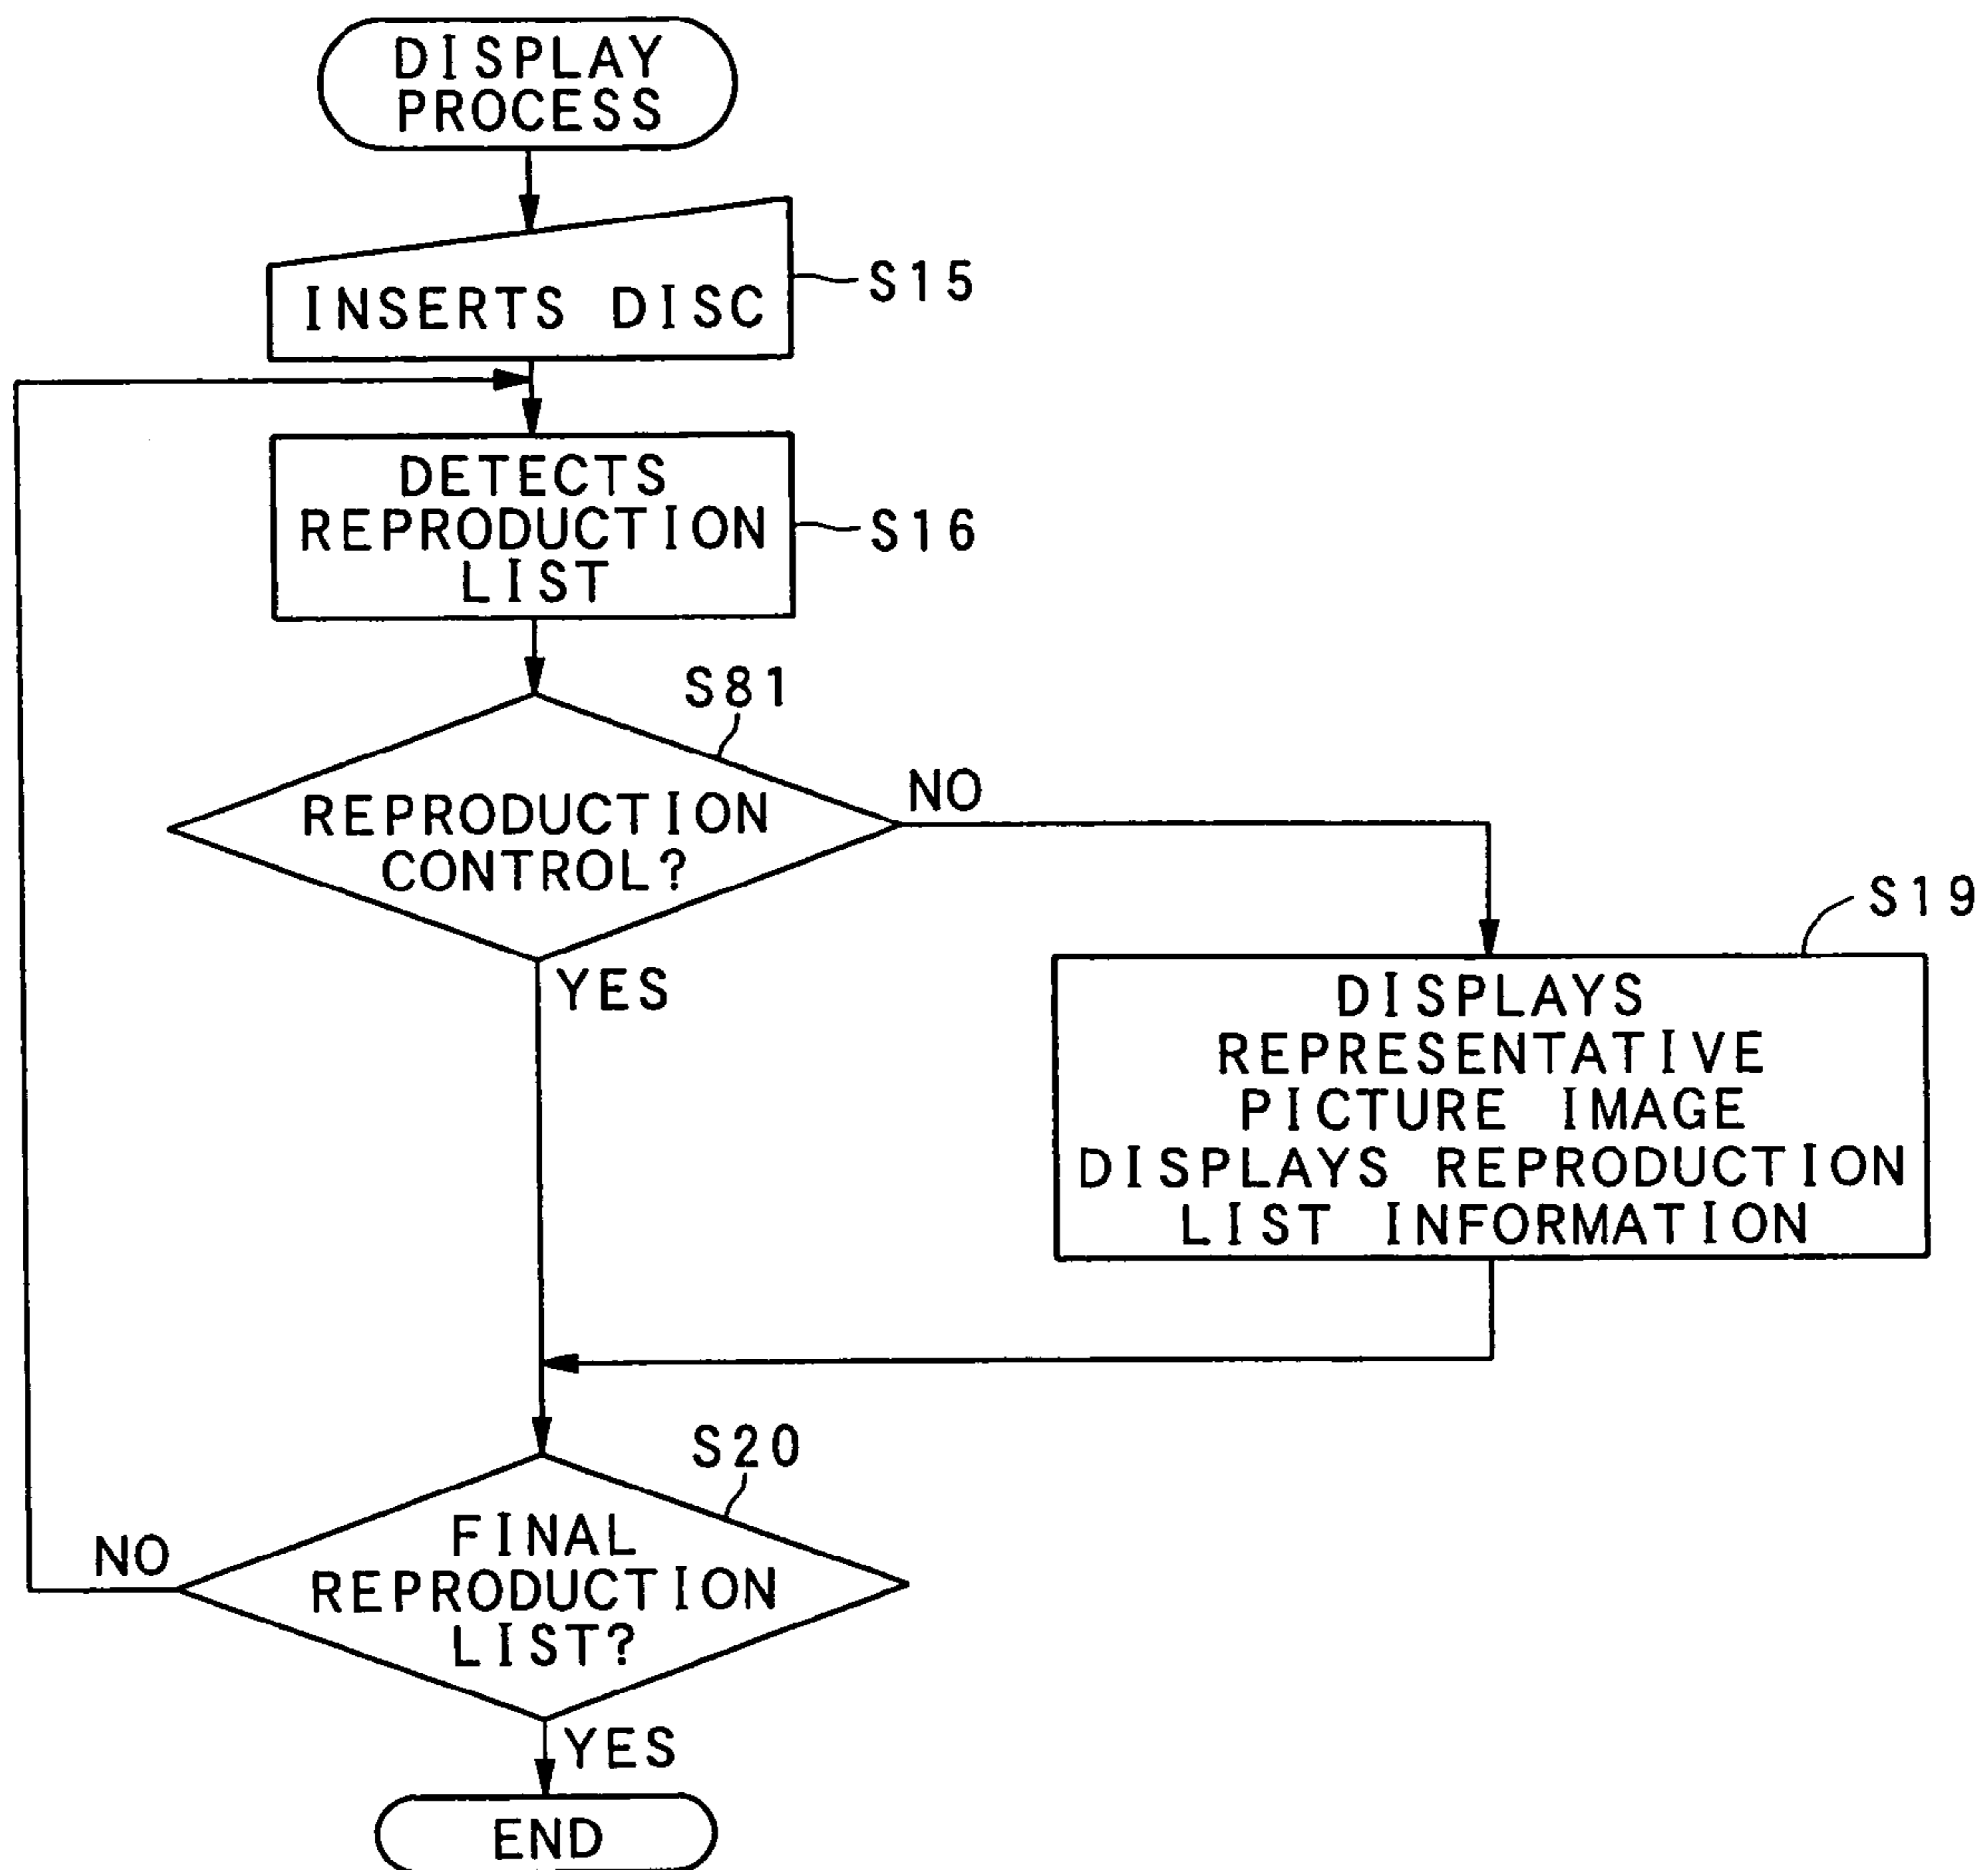 DISPLAY
PROCESS
INSERTS DISC
S15
DETECTS
REPRODUCTION
LIST
S16
S81
REPRODUCTION
CONTROL?
NO
YES
S19
DISPLAYS
REPRESENTATIVE
PICTURE IMAGE
DISPLAYS REPRODUCTION
LIST INFORMATION
S20
FINAL
REPRODUCTION
LIST?
NO
YES
END